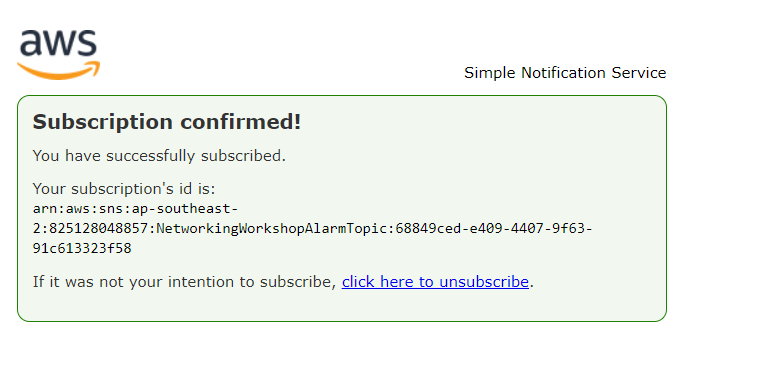 aws
Simple Notification Service
Subscription confirmed!
You have successfully subscribed.
Your subscription's id is:
arn:aws:sns:ap-southeast-
2:825128048857:NetworkingWorkshopAlarmTopic:68849ced-e409-4407-9f63-
91c613323f58
If it was not your intention to subscribe, click here to unsubscribe.